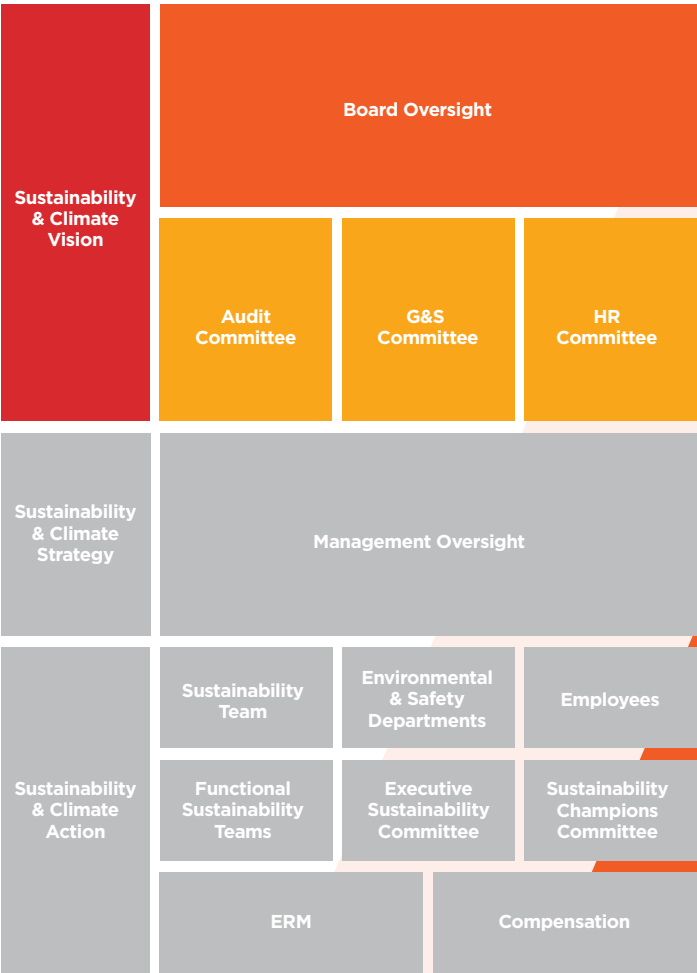 Sustainability
& Climate
Vision
Board Oversight
Audit
Committee
G&S
Committee
HR
Committee
Sustainability
& Climate
Strategy
Management Oversight
Sustainability
& Climate
Action
Sustainability
Team
Environmental
& Safety
Departments
Employees
Functional
Sustainability
Teams
Executive
Sustainability
Committee
Sustainability
Champions
Committee
ERM
Compensation